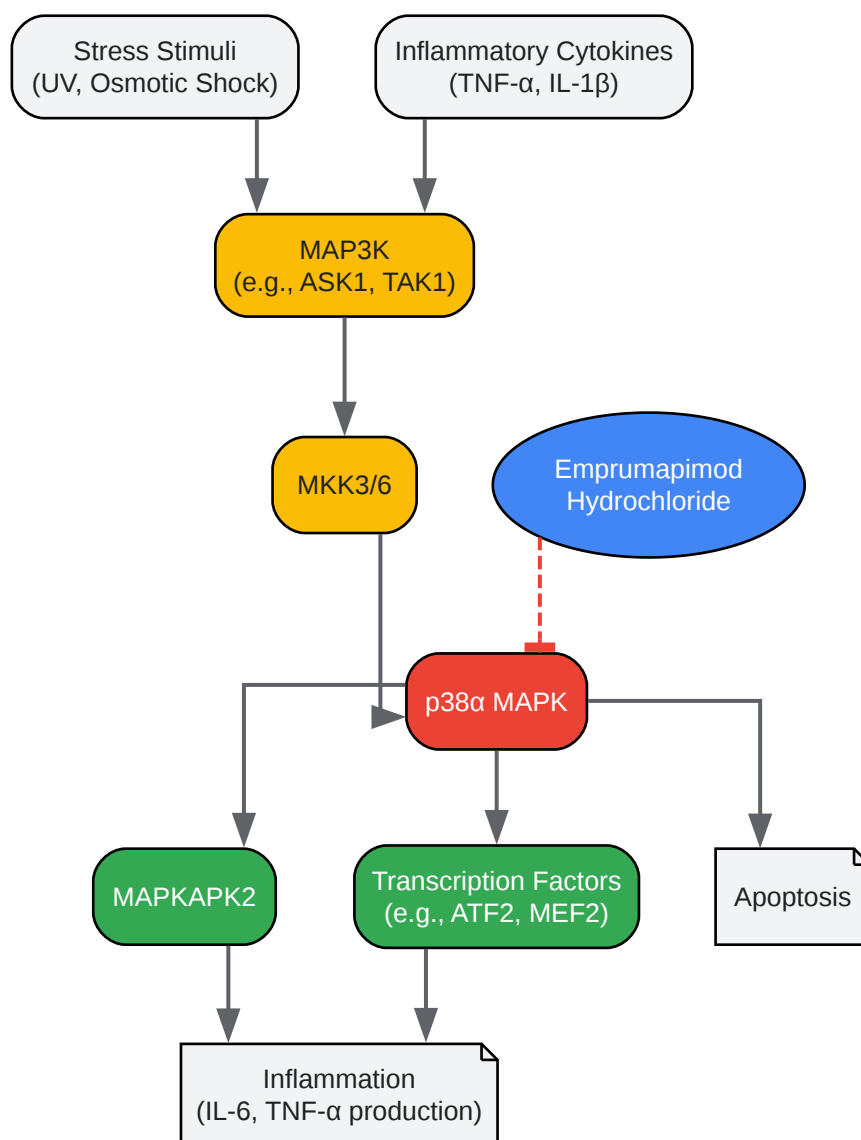 Stress Stimuli
(UV, Osmotic Shock)
Inflammatory Cytokines
(TNF-α, IL-1β)
MAP3K
(e.g., ASK1, TAK1)
MKK3/6
Emprumapimod
Hydrochloride
p38α MAPK
MAPKAPK2
Transcription Factors
(e.g., ATF2, MEF2)
Apoptosis
Inflammation
(IL-6, TNF-α production)